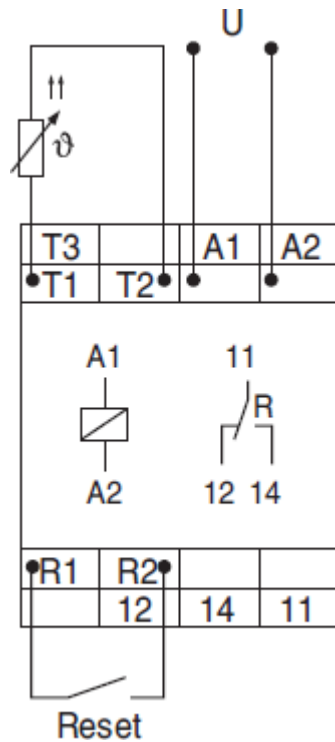 U
ϑ
T3 A1 A2
T1 T2
A1 11
R
A2 12 14
R1 R2
12 14 11
Reset